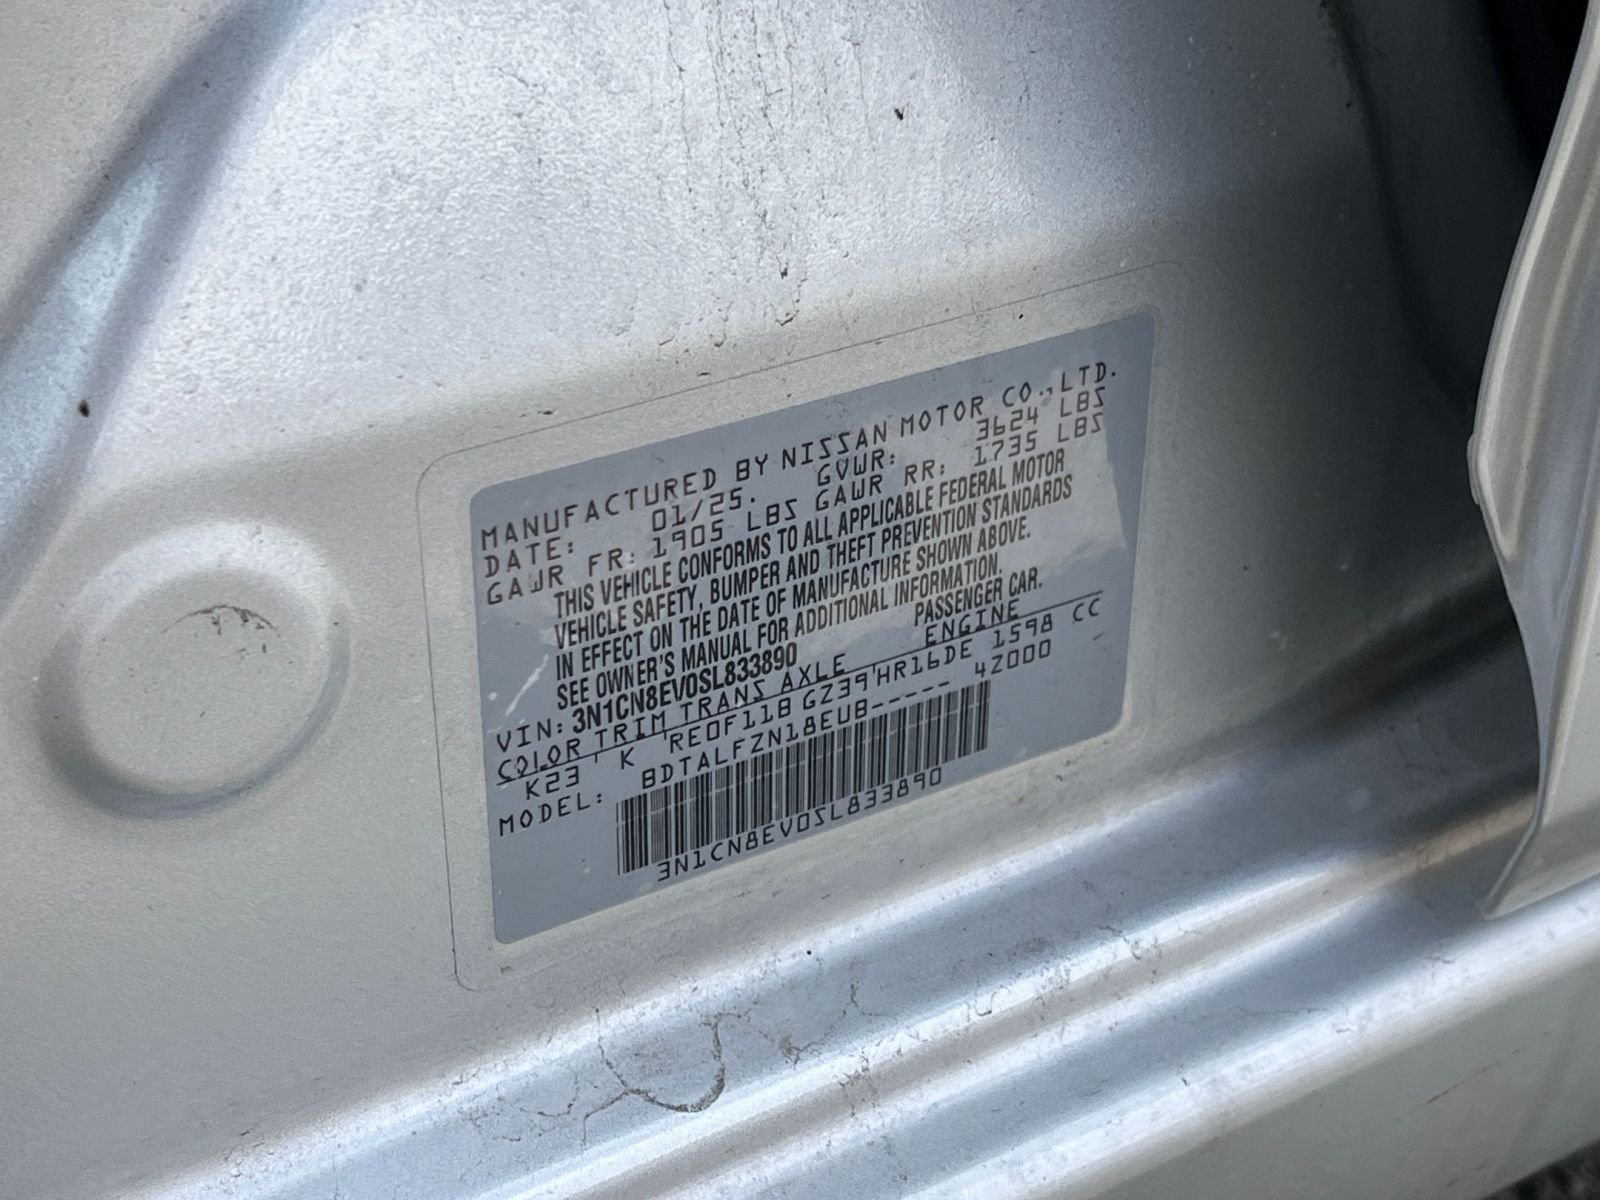 MANUFACTURED BY NISSAN MOTOR CO., LTD.
DATE: 01/25. GVWR: 3624 LBS
GAWR FR: 1905 LBS GAWR RR: 1735 LBS
THIS VEHICLE CONFORMS TO ALL APPLICABLE FEDERAL MOTOR
VEHICLE SAFETY, BUMPER AND THEFT PREVENTION STANDARDS
IN EFFECT ON THE DATE OF MANUFACTURE SHOWN ABOVE.
SEE OWNER'S MANUAL FOR ADDITIONAL INFORMATION.
VIN: 3N1CN8EV0SL833890 PASSENGER CAR.
COLOR TRIM TRANS AXLE ENGINE
K23 K RE0F11B GZ39 HR16DE 1598 CC
MODEL: BDTALFZN18EUB----- 4Z000
3N1CN8EV0SL833890